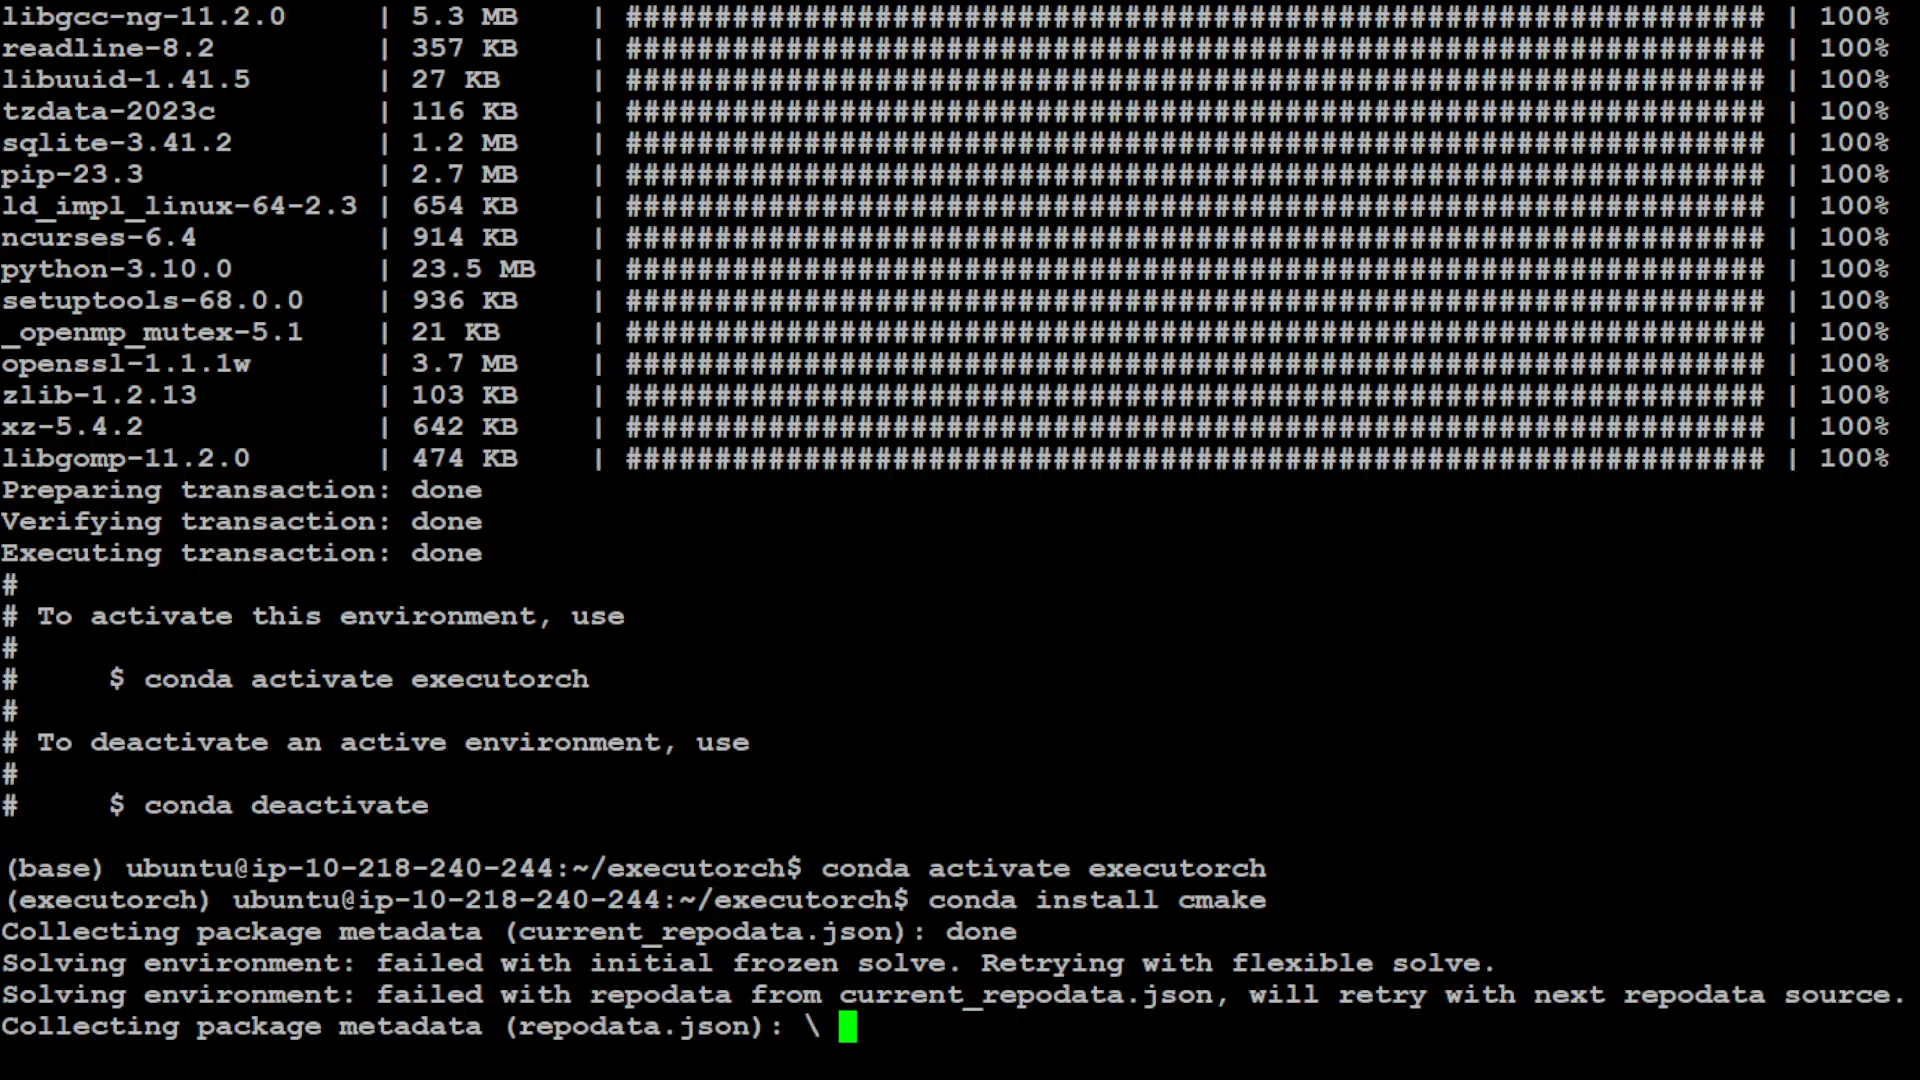 libgcc-ng-11.2.0 | 5.3 MB | ################################################################ | 100%
readline-8.2 | 357 KB | ################################################################ | 100%
libuuid-1.41.5 | 27 KB | ################################################################ | 100%
tzdata-2023c | 116 KB | ################################################################ | 100%
sqlite-3.41.2 | 1.2 MB | ################################################################ | 100%
pip-23.3 | 2.7 MB | ################################################################ | 100%
ld_impl_linux-64-2.3 | 654 KB | ################################################################ | 100%
ncurses-6.4 | 914 KB | ################################################################ | 100%
python-3.10.0 | 23.5 MB | ################################################################ | 100%
setuptools-68.0.0 | 936 KB | ################################################################ | 100%
_openmp_mutex-5.1 | 21 KB | ################################################################ | 100%
openssl-1.1.1w | 3.7 MB | ################################################################ | 100%
zlib-1.2.13 | 103 KB | ################################################################ | 100%
xz-5.4.2 | 642 KB | ################################################################ | 100%
libgomp-11.2.0 | 474 KB | ################################################################ | 100%
Preparing transaction: done
Verifying transaction: done
Executing transaction: done
#
# To activate this environment, use
#
#     $ conda activate executorch
#
# To deactivate an active environment, use
#
#     $ conda deactivate
(base) ubuntu@ip-10-218-240-244:~/executorch$ conda activate executorch
(executorch) ubuntu@ip-10-218-240-244:~/executorch$ conda install cmake
Collecting package metadata (current_repodata.json): done
Solving environment: failed with initial frozen solve. Retrying with flexible solve.
Solving environment: failed with repodata from current_repodata.json, will retry with next repodata source.
Collecting package metadata (repodata.json): \